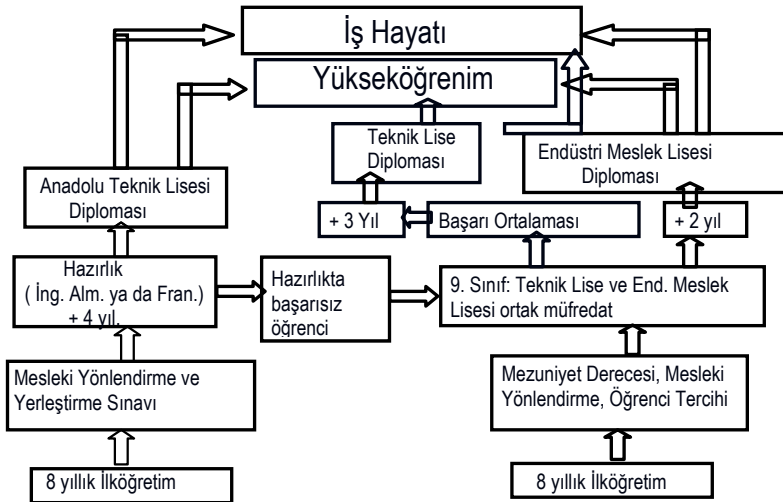 İş Hayatı
Yükseköğrenim
Teknik Lise
Diploması
Endüstri Meslek Lisesi
Diploması
Anadolu Teknik Lisesi
Diploması
+ 3 Yıl
Başarı Ortalaması
+ 2 yıl
Hazırlık
( İng. Alm. ya da Fran.)
+ 4 yıl.
Hazırlıkta
başarısız
öğrenci
9. Sınıf: Teknik Lise ve End. Meslek
Lisesi ortak müfredat
Mesleki Yönlendirme ve
Yerleştirme Sınavı
Mezuniyet Derecesi, Mesleki
Yönlendirme, Öğrenci Tercihi
8 yıllık İlköğretim
8 yıllık İlköğretim